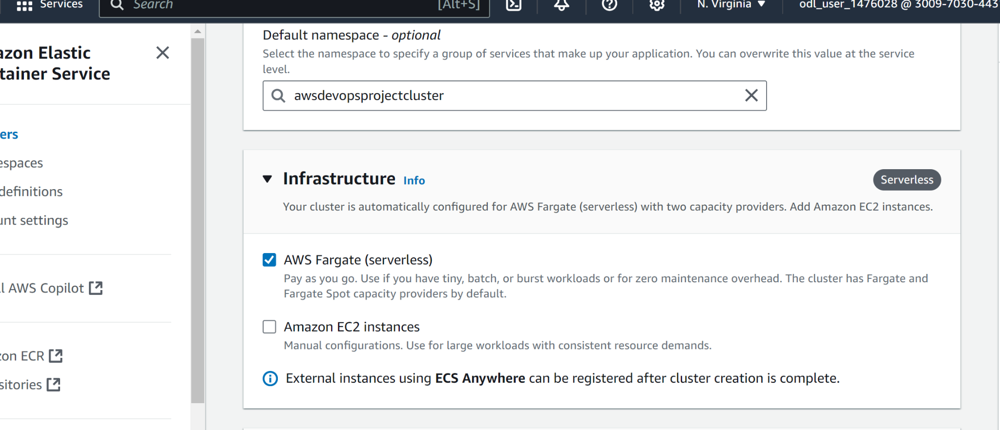 Services
Search
[Alt+S]
N. Virginia
odl_user_1476028 @ 3009-7030-443
azon Elastic
tainer Service
ers
espaces
definitions
unt settings
l AWS Copilot
zon ECR
sitories
Default namespace - optional
Select the namespace to specify a group of services that make up your application. You can overwrite this value at the service
level.
awsdevopsprojectcluster
Infrastructure Info
Serverless
Your cluster is automatically configured for AWS Fargate (serverless) with two capacity providers. Add Amazon EC2 instances.
AWS Fargate (serverless)
Pay as you go. Use if you have tiny, batch, or burst workloads or for zero maintenance overhead. The cluster has Fargate and
Fargate Spot capacity providers by default.
Amazon EC2 instances
Manual configurations. Use for large workloads with consistent resource demands.
External instances using ECS Anywhere can be registered after cluster creation is complete.